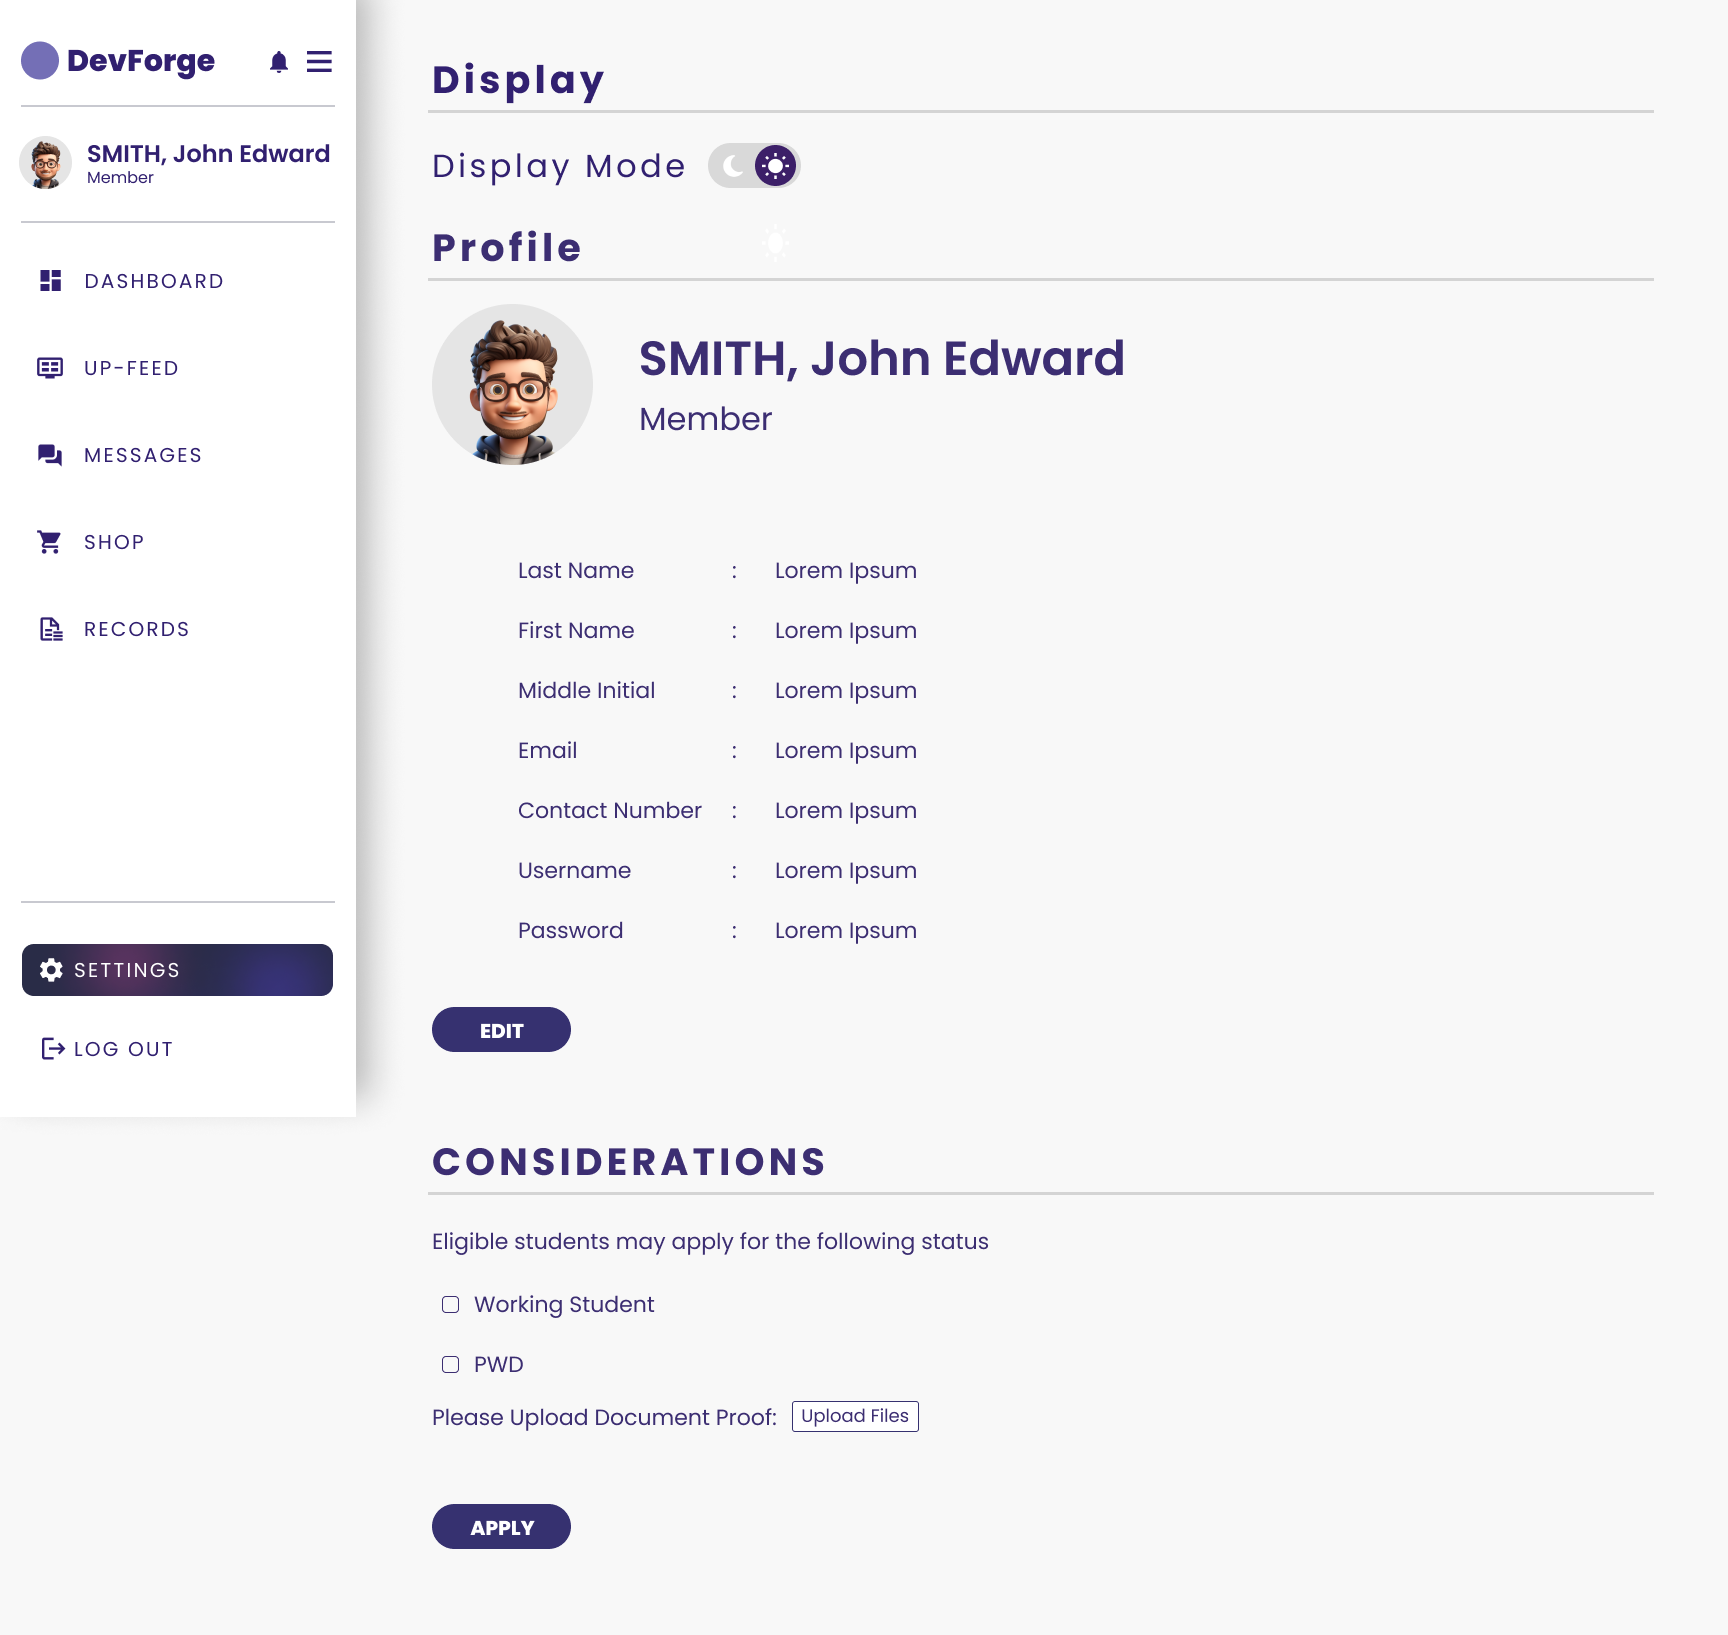 DevForge
SMITH, John Edward
Member
DASHBOARD
UP-FEED
MESSAGES
SHOP
RECORDS
SETTINGS
LOG OUT
Display
Display Mode
Profile
SMITH, John Edward
Member
Last Name : Lorem Ipsum
First Name : Lorem Ipsum
Middle Initial : Lorem Ipsum
Email : Lorem Ipsum
Contact Number : Lorem Ipsum
Username : Lorem Ipsum
Password : Lorem Ipsum
EDIT
CONSIDERATIONS
Eligible students may apply for the following status
Working Student
PWD
Please Upload Document Proof: Upload Files
APPLY